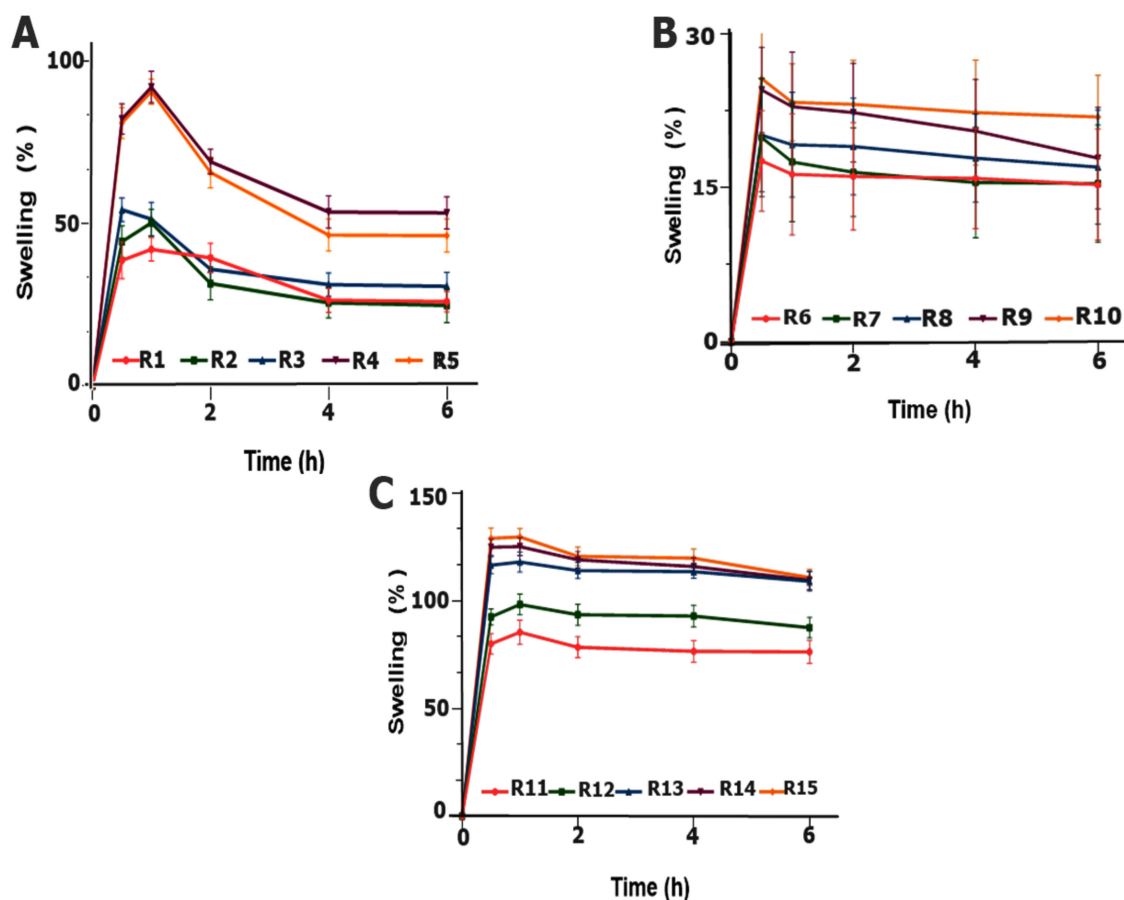 A
100
50
0
Swelling (%)
R1 R2 R3 R4 R5
0 2 4 6
Time (h)
B
30
15
0
Swelling (%)
R6 R7 R8 R9 R10
0 2 4 6
Time (h)
C
150
100
50
0
Swelling (%)
R11 R12 R13 R14 R15
0 2 4 6
Time (h)